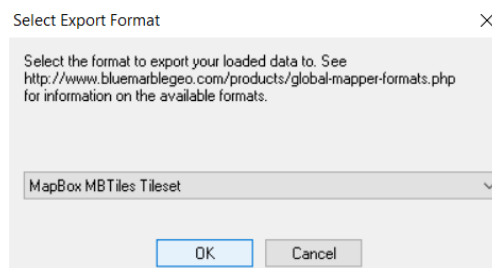 Select Export Format
Select the format to export your loaded data to. See
http://www.bluemarblegeo.com/products/global-mapper-formats.php
for information on the available formats.
MapBox MBTiles Tileset
OK Cancel